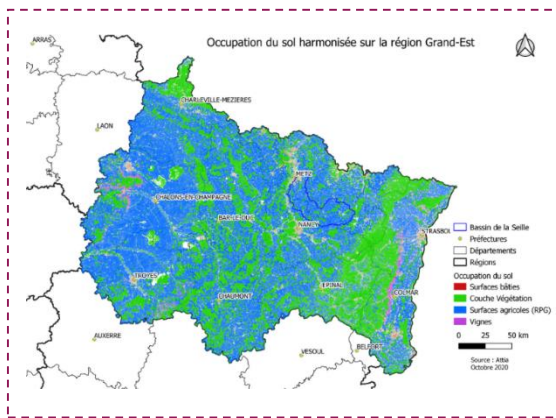 Occupation du sol harmonisée sur la région Grand-Est
ARRAS
CHARLEVILLE-MEZIERES
LAON
METZ
CHALONS-EN-CHAMPAGNE
BAR-LE-DUC
NANCY
STRASBO
TROYES
EPINAL
CHAUMONT
COLMAR
AUXERRE
VESOUL
BELFORT
Bassin de la Seille
Préfectures
Départements
Régions
Occupation du sol
Surfaces bâties
Couche Végétation
Surfaces agricoles (RPG)
Vignes
0 25 50 km
Source : Attia
Octobre 2020